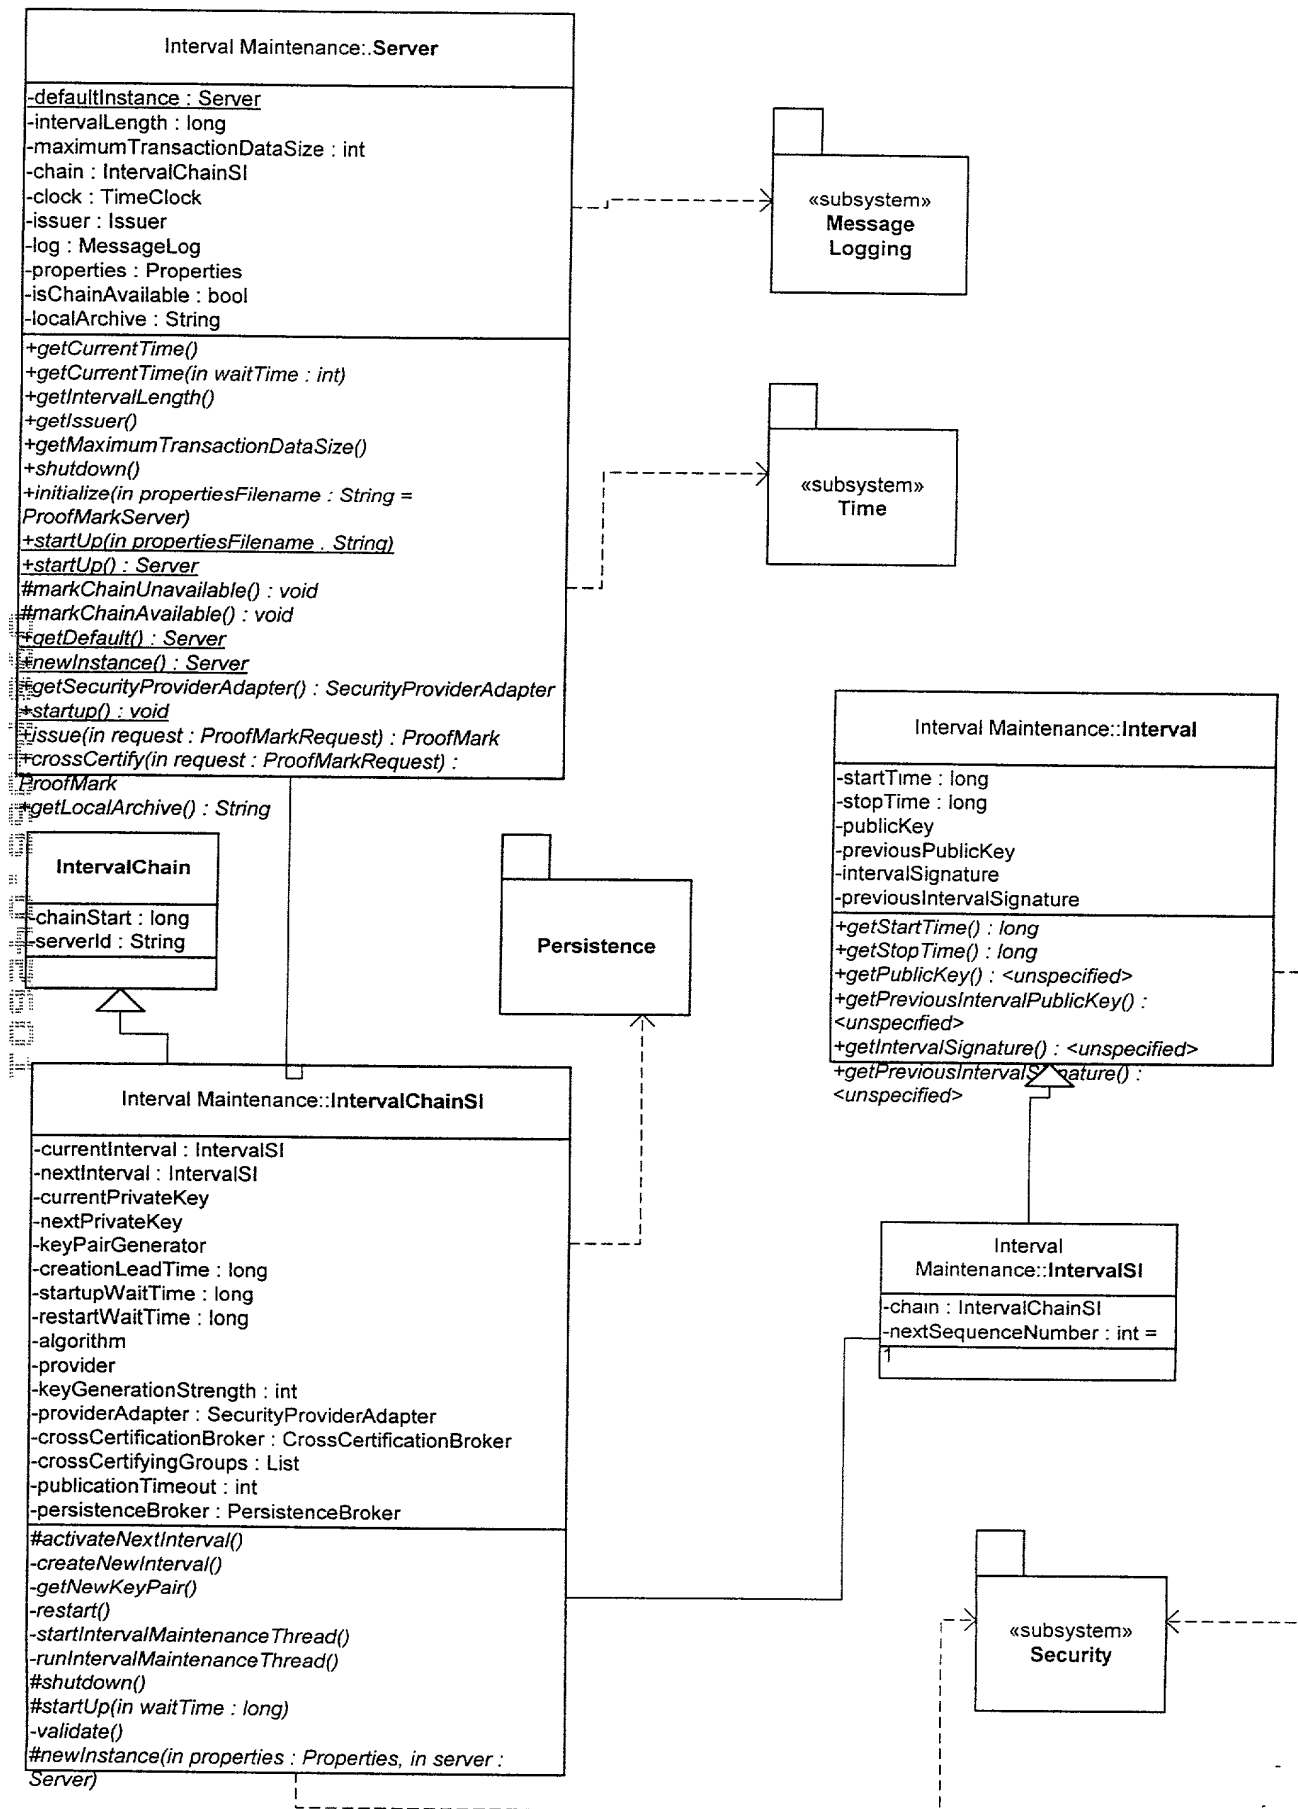 Interval Maintenance::Server
-defaultInstance : Server
-intervalLength : long
-maximumTransactionDataSize : int
-chain : IntervalChainSI
-clock : TimeClock
-issuer : Issuer
-log : MessageLog
-properties : Properties
-isChainAvailable : bool
-localArchive : String
+getCurrentTime()
+getCurrentTime(in waitTime : int)
+getIntervalLength()
+getIssuer()
+getMaximumTransactionDataSize()
+shutdown()
+initialize(in propertiesFilename : String =
ProofMarkServer)
+startUp(in propertiesFilename : String)
+startUp() : Server
#markChainUnavailable() : void
#markChainAvailable() : void
+getDefault() : Server
+newInstance() : Server
+getSecurityProviderAdapter() : SecurityProviderAdapter
+startup() : void
+issue(in request : ProofMarkRequest) : ProofMark
+crossCertify(in request : ProofMarkRequest) :
ProofMark
+getLocalArchive() : String
«subsystem»
Message
Logging
«subsystem»
Time
IntervalChain
-chainStart : long
-serverId : String
Persistence
Interval Maintenance::Interval
-startTime : long
-stopTime : long
-publicKey
-previousPublicKey
-intervalSignature
-previousIntervalSignature
+getStartTime() : long
+getStopTime() : long
+getPublicKey() : <unspecified>
+getPreviousIntervalPublicKey() :
<unspecified>
+getIntervalSignature() : <unspecified>
+getPreviousIntervalSignature() :
<unspecified>
Interval Maintenance::IntervalChainSI
-currentInterval : IntervalSI
-nextInterval : IntervalSI
-currentPrivateKey
-nextPrivateKey
-keyPairGenerator
-creationLeadTime : long
-startupWaitTime : long
-restartWaitTime : long
-algorithm
-provider
-keyGenerationStrength : int
-providerAdapter : SecurityProviderAdapter
-crossCertificationBroker : CrossCertificationBroker
-crossCertifyingGroups : List
-publicationTimeout : int
-persistenceBroker : PersistenceBroker
#activateNextInterval()
-createNewInterval()
-getNewKeyPair()
-restart()
-startIntervalMaintenanceThread()
-runIntervalMaintenanceThread()
#shutdown()
#startUp(in waitTime : long)
-validate()
#newInstance(in properties : Properties, in server :
Server)
Interval
Maintenance::IntervalSI
-chain : IntervalChainSI
-nextSequenceNumber : int =
1
«subsystem»
Security